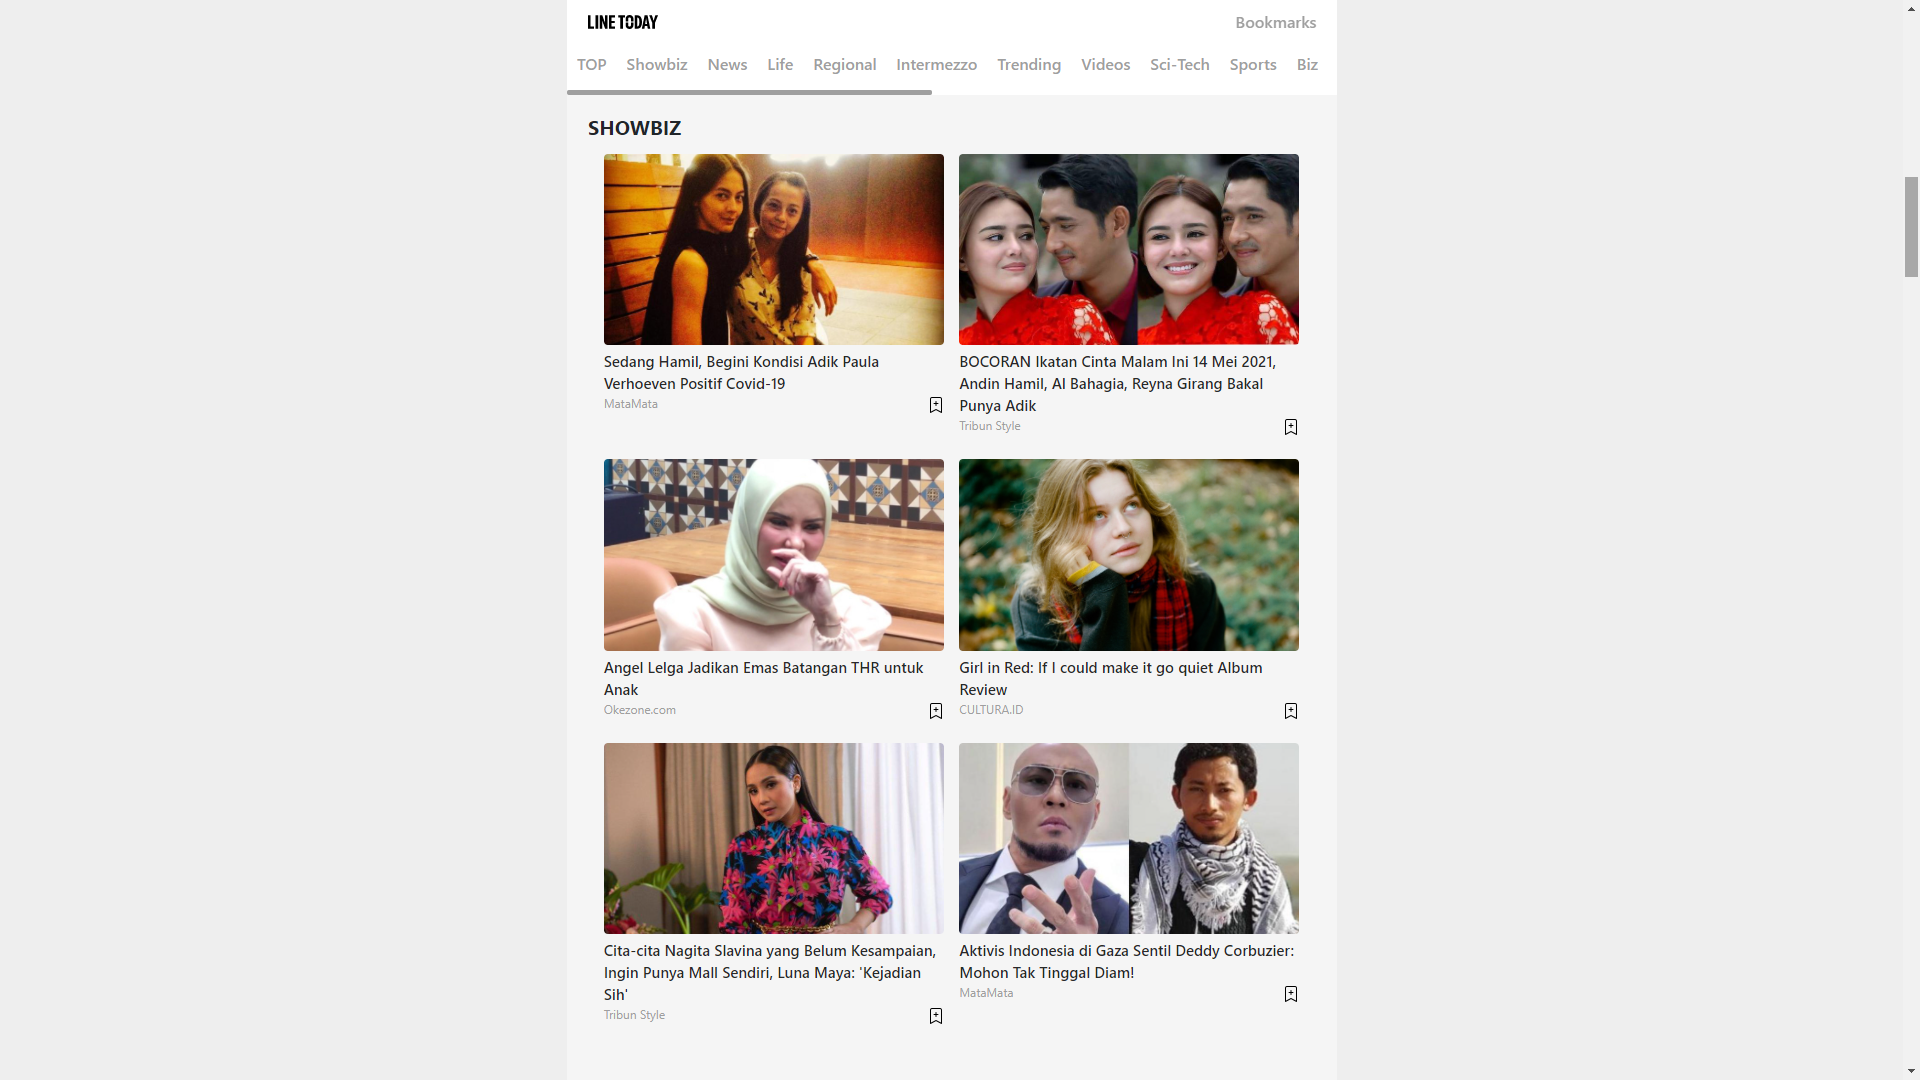 LINE TODAY
Bookmarks
TOP Showbiz News Life Regional Intermezzo Trending Videos Sci-Tech Sports Biz
SHOWBIZ
Sedang Hamil, Begini Kondisi Adik Paula
Verhoeven Positif Covid-19
MataMata
BOCORAN Ikatan Cinta Malam Ini 14 Mei 2021,
Andin Hamil, Al Bahagia, Reyna Girang Bakal
Punya Adik
Tribun Style
Angel Lelga Jadikan Emas Batangan THR untuk
Anak
Okezone.com
Girl in Red: If I could make it go quiet Album
Review
CULTURA.ID
Cita-cita Nagita Slavina yang Belum Kesampaian,
Ingin Punya Mall Sendiri, Luna Maya: 'Kejadian
Sih'
Tribun Style
Aktivis Indonesia di Gaza Sentil Deddy Corbuzier:
Mohon Tak Tinggal Diam!
MataMata